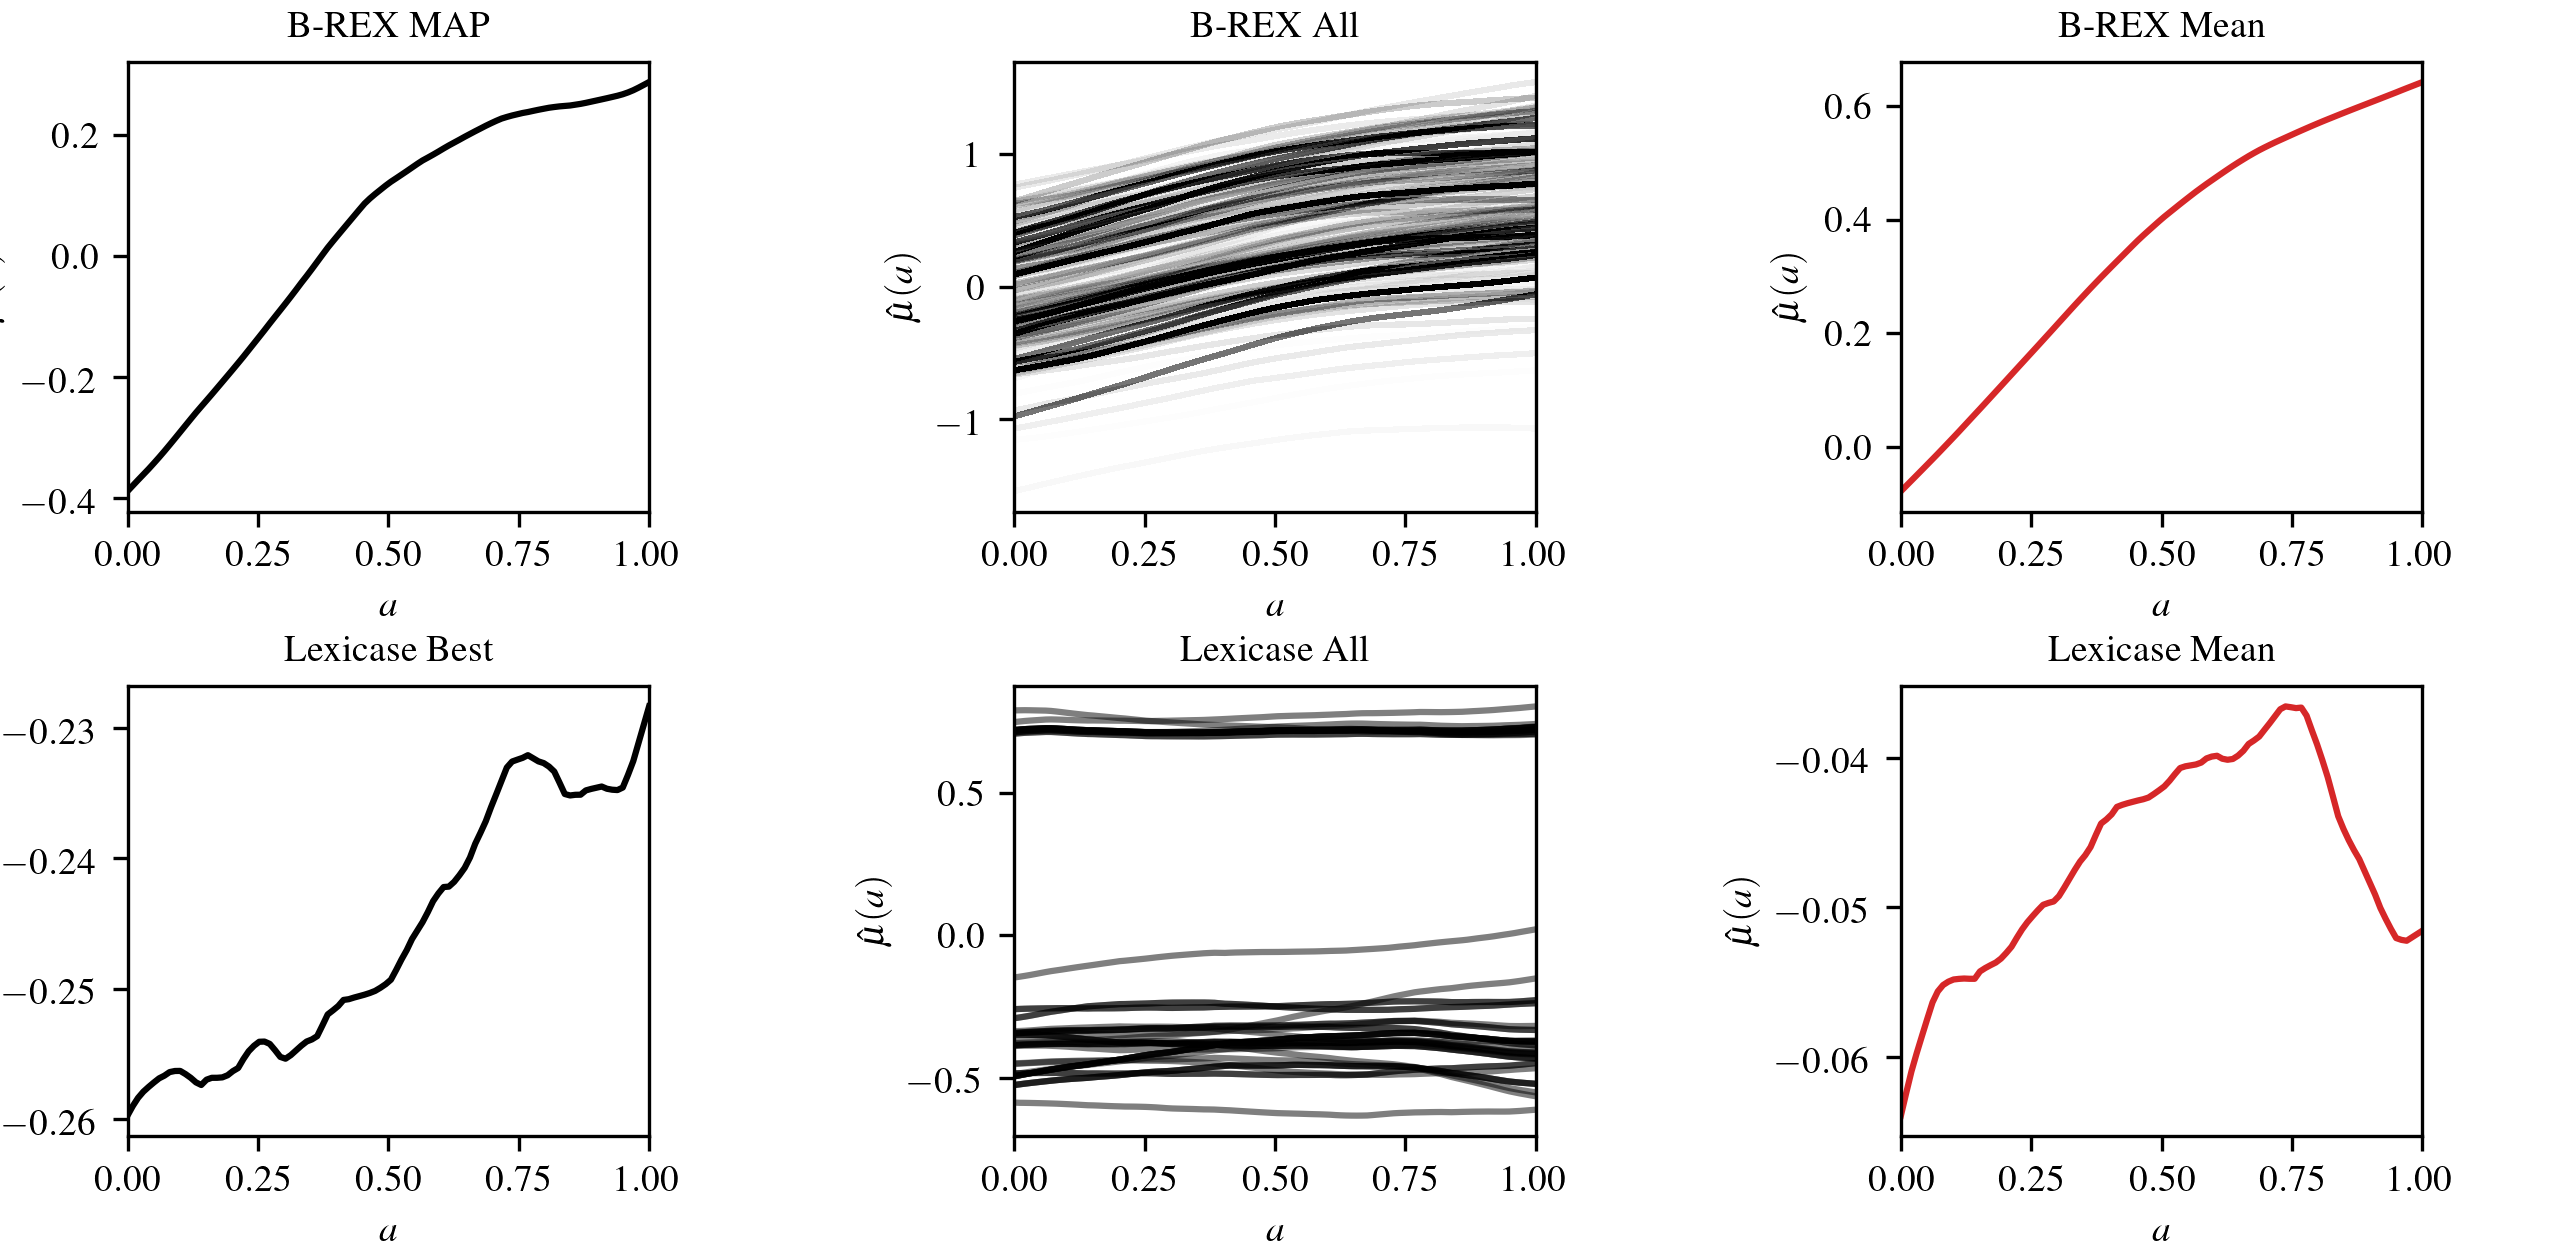 B-REX MAP
0.2
0.0
−0.2
−0.4
0.00 0.25 0.50 0.75 1.00
a
B-REX All
μ̂(a)
1
0
−1
0.00 0.25 0.50 0.75 1.00
a
B-REX Mean
μ̂(a)
0.6
0.4
0.2
0.0
0.00 0.25 0.50 0.75 1.00
a
Lexicase Best
−0.23
−0.24
−0.25
−0.26
0.00 0.25 0.50 0.75 1.00
a
Lexicase All
μ̂(a)
0.5
0.0
−0.5
0.00 0.25 0.50 0.75 1.00
a
Lexicase Mean
μ̂(a)
−0.04
−0.05
−0.06
0.00 0.25 0.50 0.75 1.00
a